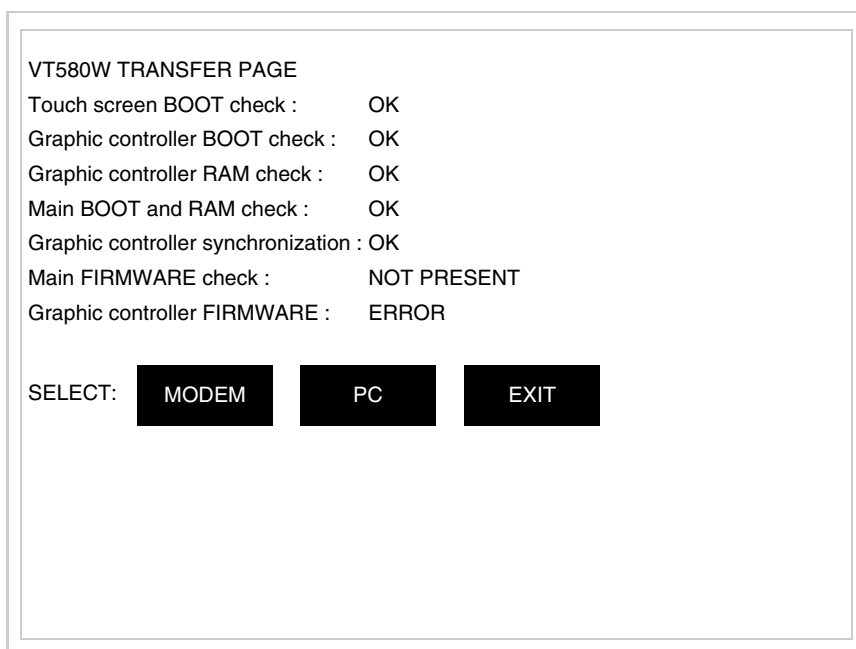 VT580W TRANSFER PAGE
Touch screen BOOT check : OK
Graphic controller BOOT check : OK
Graphic controller RAM check : OK
Main BOOT and RAM check : OK
Graphic controller synchronization : OK
Main FIRMWARE check : NOT PRESENT
Graphic controller FIRMWARE : ERROR
SELECT: MODEM PC EXIT